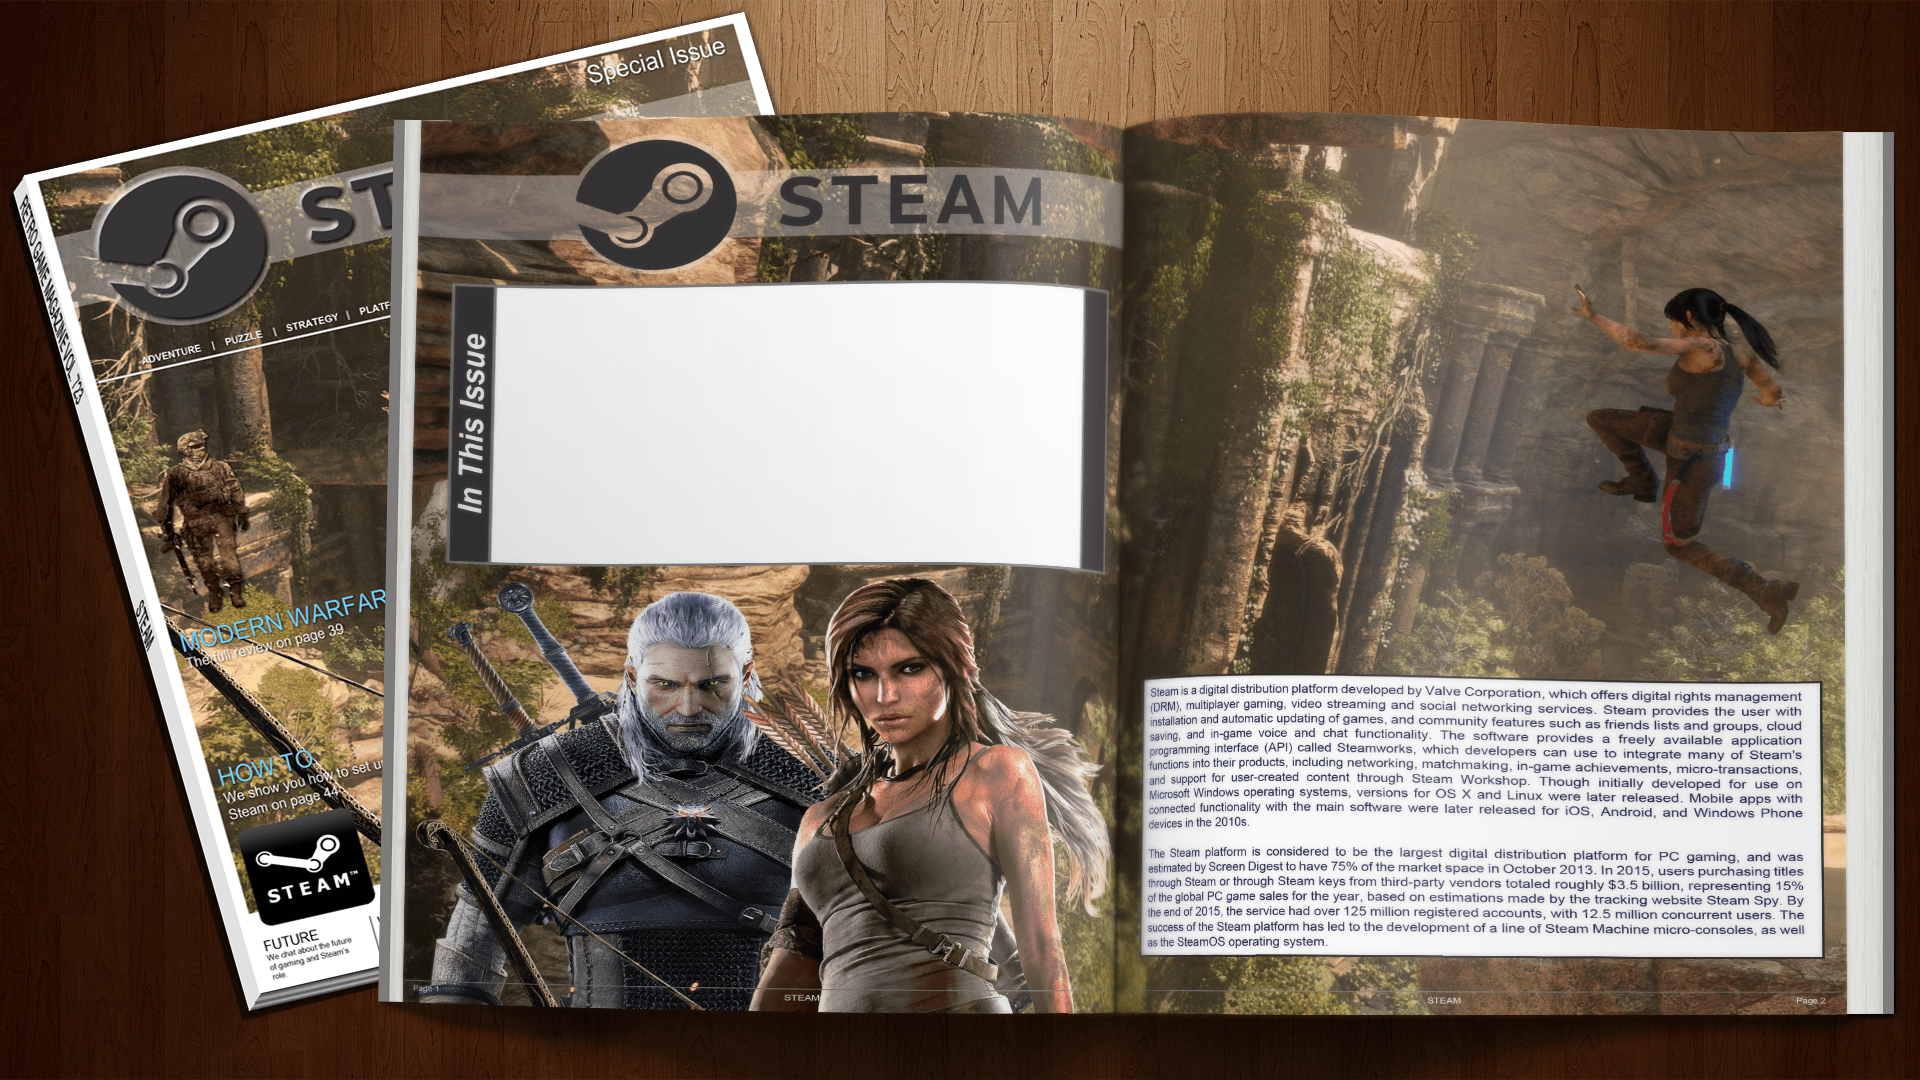 Special Issue
ST
RETRO GAME MAGAZINE VOL. 723
STEAM
ADVENTURE | PUZZLE | STRATEGY | PLATF
MODERN WARFAR
The full review on page 39
HOW TO
We show you how to set u
Steam on page 44
STEAM™
FUTURE
We chat about the future
of gaming and Steam's
role.
STEAM
In This Issue
Page 1
STEAM
Steam is a digital distribution platform developed by Valve Corporation, which offers digital rights management
(DRM), multiplayer gaming, video streaming and social networking services. Steam provides the user with
installation and automatic updating of games, and community features such as friends lists and groups, cloud
saving, and in-game voice and chat functionality. The software provides a freely available application
programming interface (API) called Steamworks, which developers can use to integrate many of Steam's
functions into their products, including networking, matchmaking, in-game achievements, micro-transactions,
and support for user-created content through Steam Workshop. Though initially developed for use on
Microsoft Windows operating systems, versions for OS X and Linux were later released. Mobile apps with
connected functionality with the main software were later released for iOS, Android, and Windows Phone
devices in the 2010s.
The Steam platform is considered to be the largest digital distribution platform for PC gaming, and was
estimated by Screen Digest to have 75% of the market space in October 2013. In 2015, users purchasing titles
through Steam or through Steam keys from third-party vendors totaled roughly $3.5 billion, representing 15%
of the global PC game sales for the year, based on estimations made by the tracking website Steam Spy. By
the end of 2015, the service had over 125 million registered accounts, with 12.5 million concurrent users. The
success of the Steam platform has led to the development of a line of Steam Machine micro-consoles, as well
as the SteamOS operating system.
STEAM
Page 2